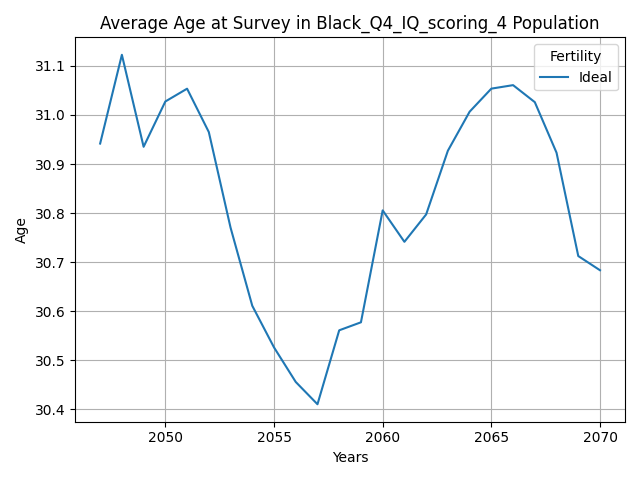 Average Age at Survey in Black_Q4_IQ_scoring_4 Population
Fertility
Ideal
31.1
31.0
30.9
30.8
30.7
30.6
30.5
30.4
Age
2050 2055 2060 2065 2070
Years